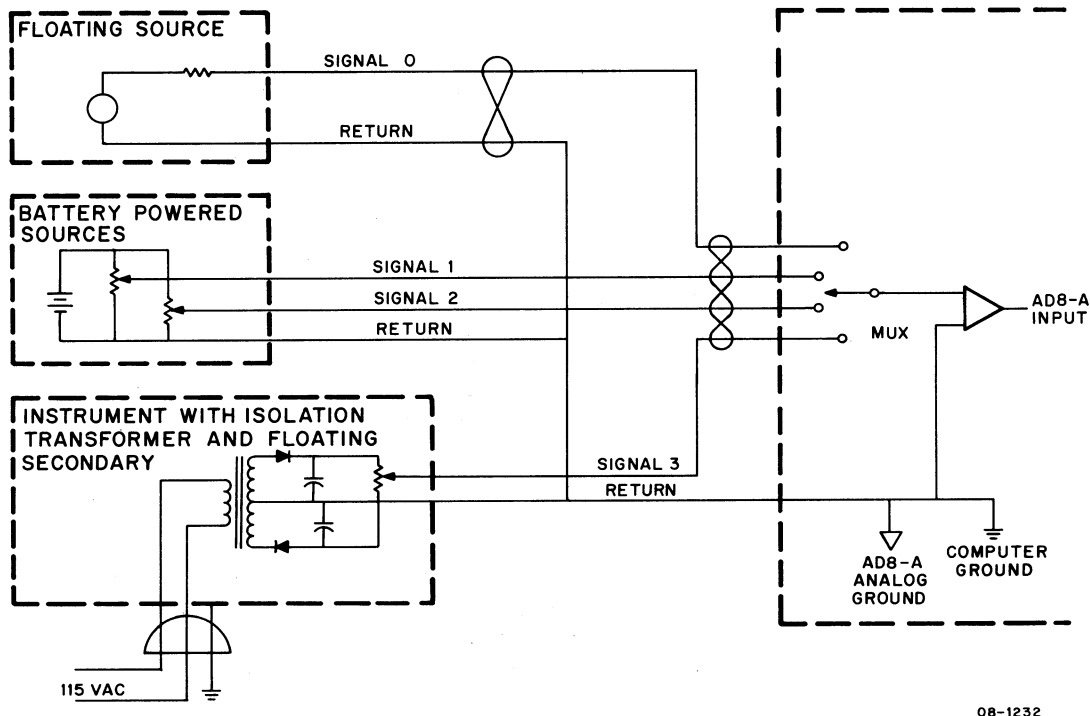 FLOATING SOURCE
SIGNAL 0
RETURN
BATTERY POWERED
SOURCES
SIGNAL 1
SIGNAL 2
RETURN
MUX
AD8-A
INPUT
INSTRUMENT WITH ISOLATION
TRANSFORMER AND FLOATING
SECONDARY
SIGNAL 3
RETURN
AD8-A
ANALOG
GROUND
COMPUTER
GROUND
115 VAC
08-1232